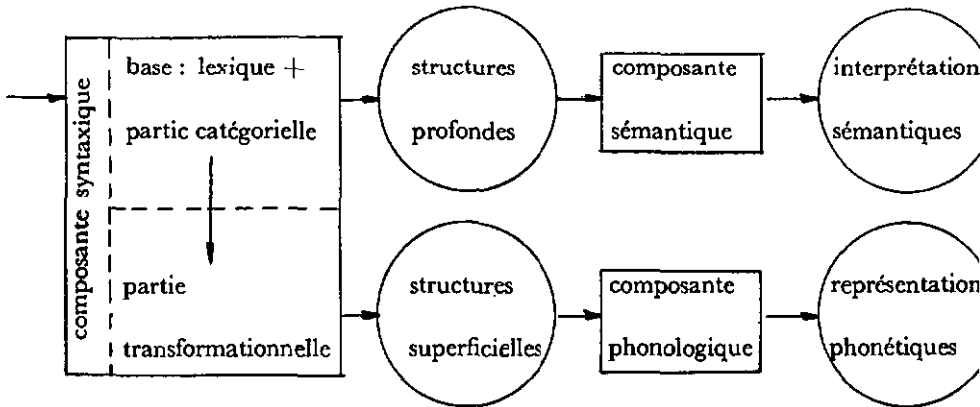 composante syntaxique
base : lexique +
partic catégorielle
structures
profondes
composante
sémantique
interprétation
sémantiques
partie
transformationnelle
structures
superficielles
composante
phonologique
représentation
phonétiques